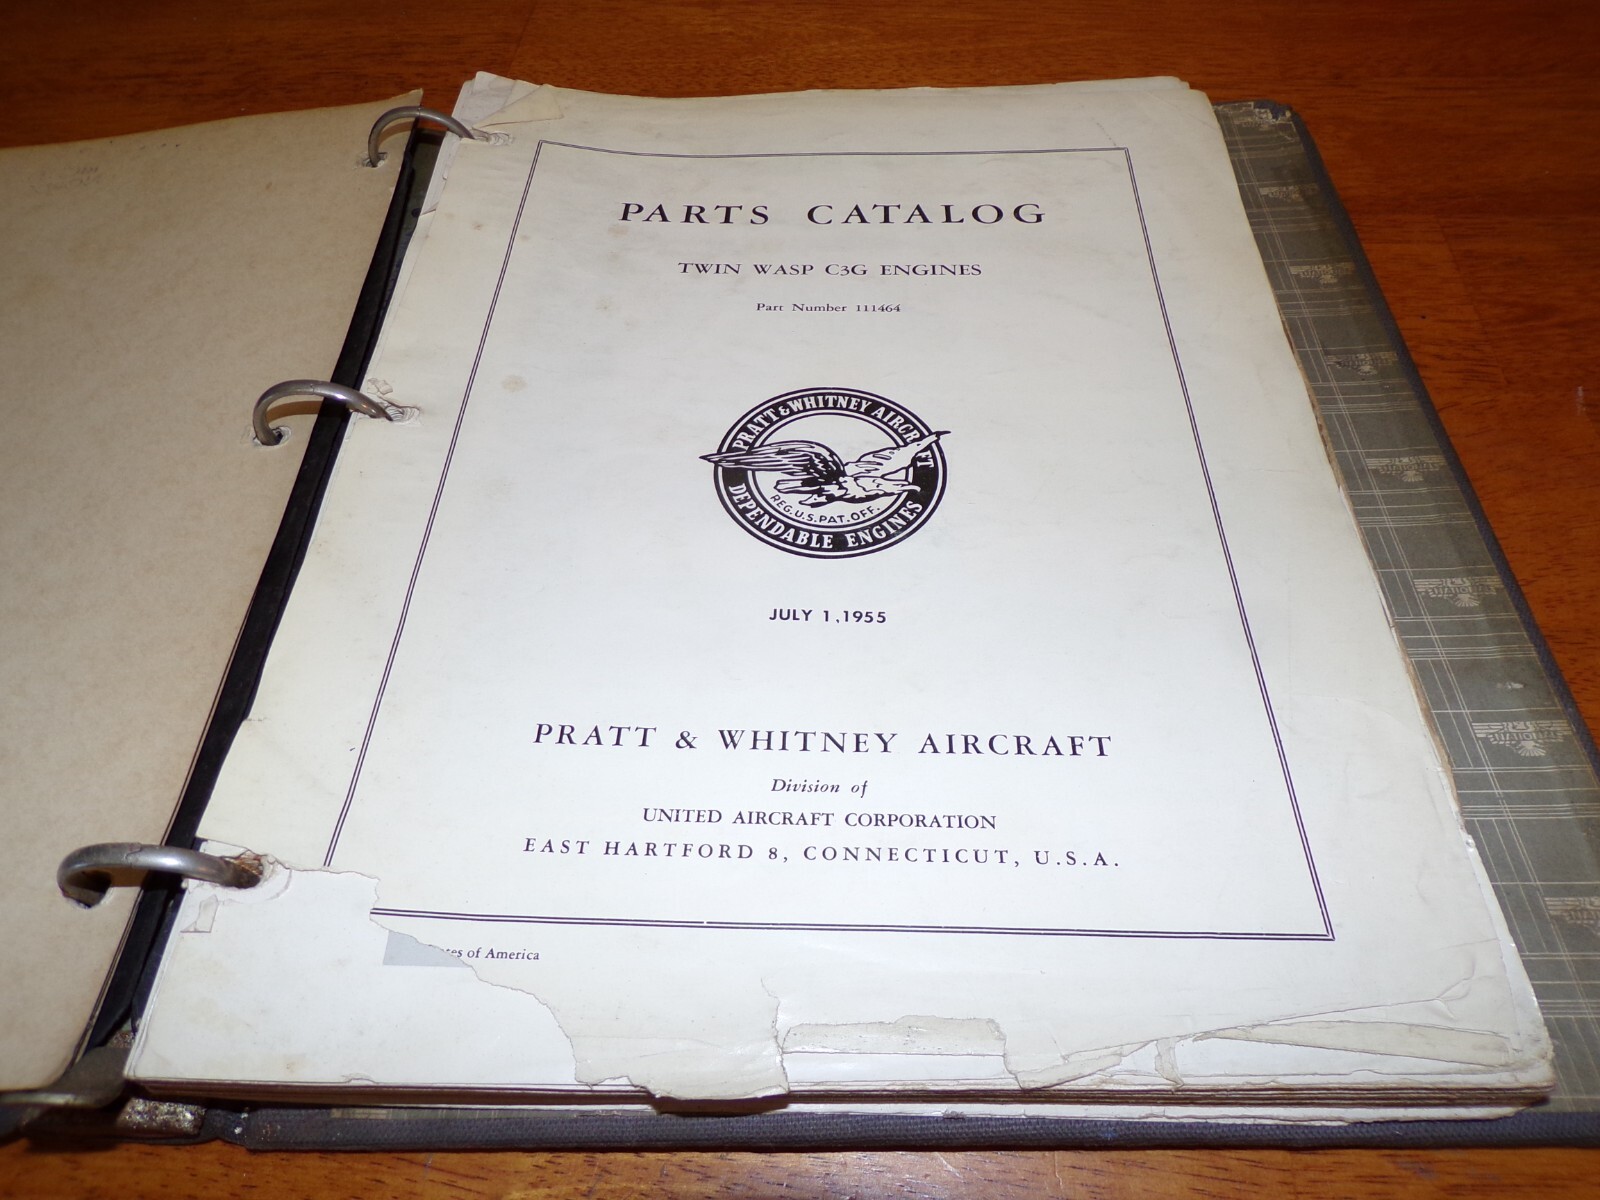 PARTS CATALOG
TWIN WASP C3G ENGINES
Part Number 111464
PRATT & WHITNEY AIRCRAFT
REG. U.S. PAT. OFF.
DEPENDABLE ENGINES
JULY 1, 1955
PRATT & WHITNEY AIRCRAFT
Division of
UNITED AIRCRAFT CORPORATION
EAST HARTFORD 8, CONNECTICUT, U.S.A.
of America